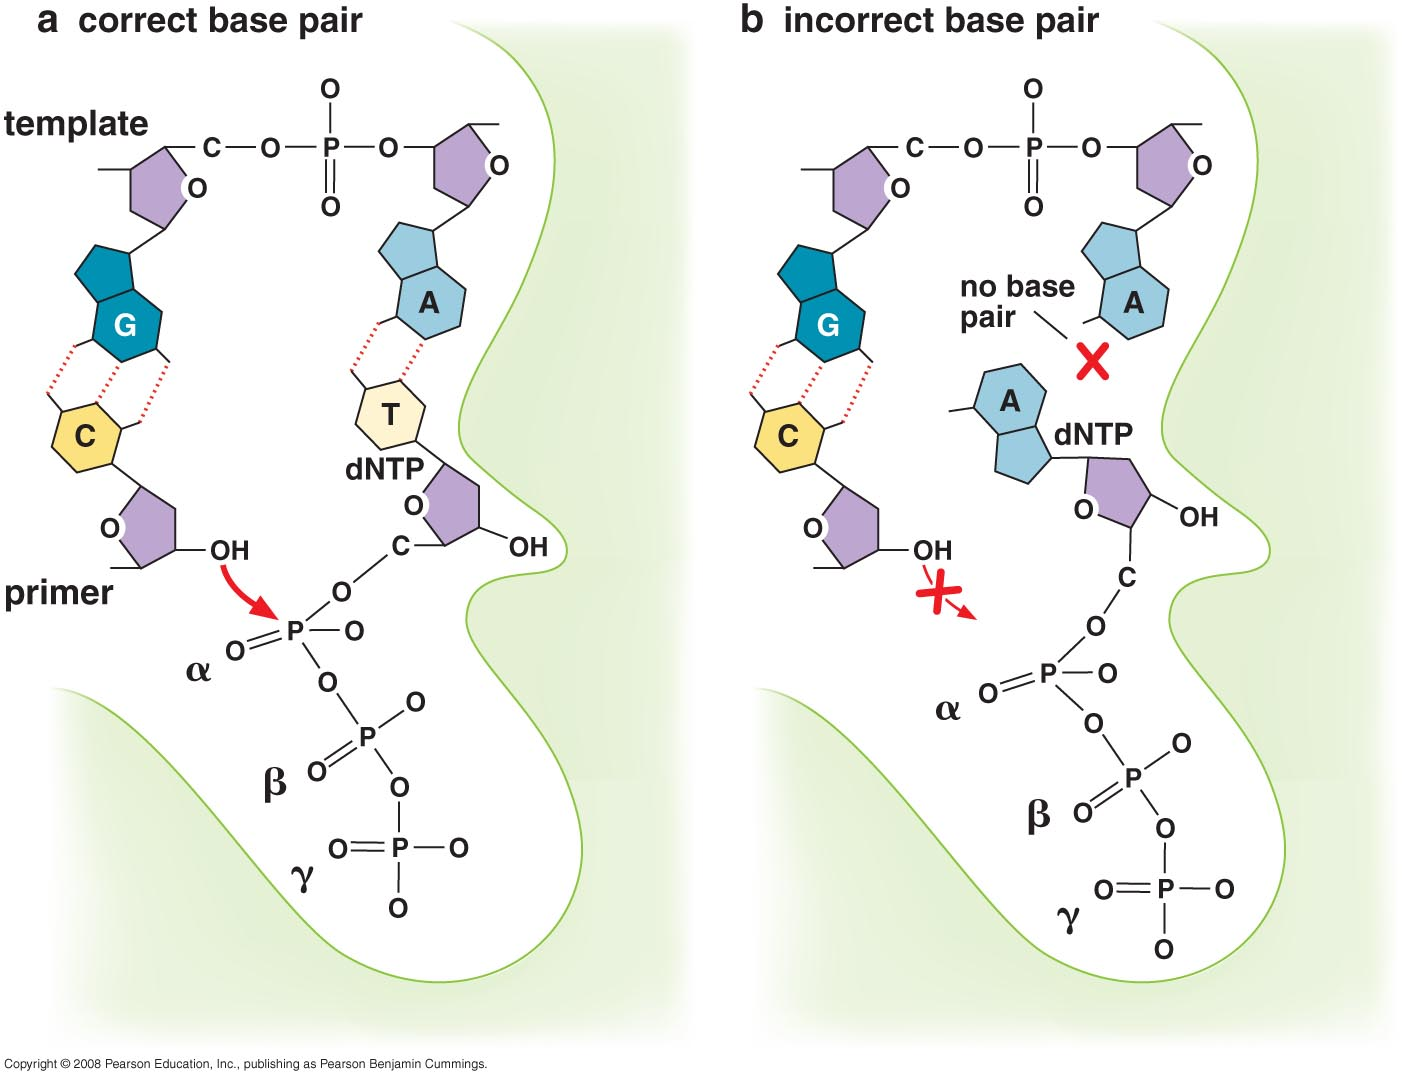 a correct base pair
template
O
C O P O
O
O
O
G
A
C
T
dNTP
O
O
OH
primer
C
OH
O
P O
O
α
O
O
P
β
O
O
O P O
γ
O
b incorrect base pair
O
C O P O
O
O
O
no base
pair
G
A
A
C
dNTP
O
O
OH
OH
C
O
P O
O
α
O
O
P
β
O
O
O P O
γ
O
Copyright © 2008 Pearson Education, Inc., publishing as Pearson Benjamin Cummings.